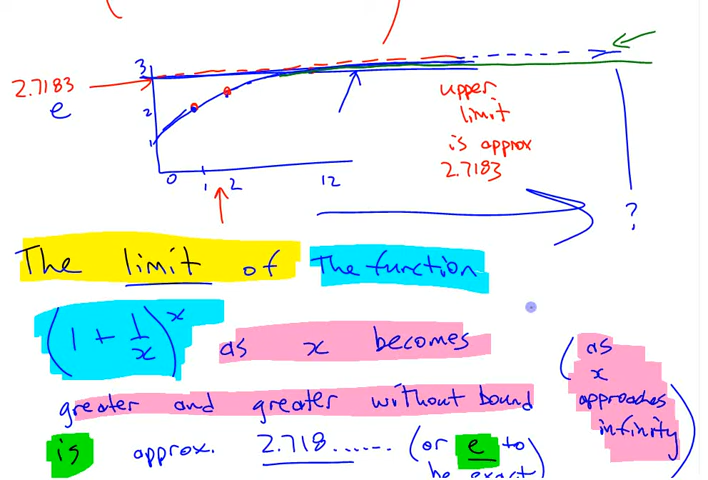 3
2.7183
e
2
1
0 1 2 12
upper
limit
is approx
2.7183
?
The limit of the function
(1 + 1/x)^x as x becomes
greater and greater without bound
is approx. 2.718...... (or e to
be exact)
(as
x
approaches
infinity)